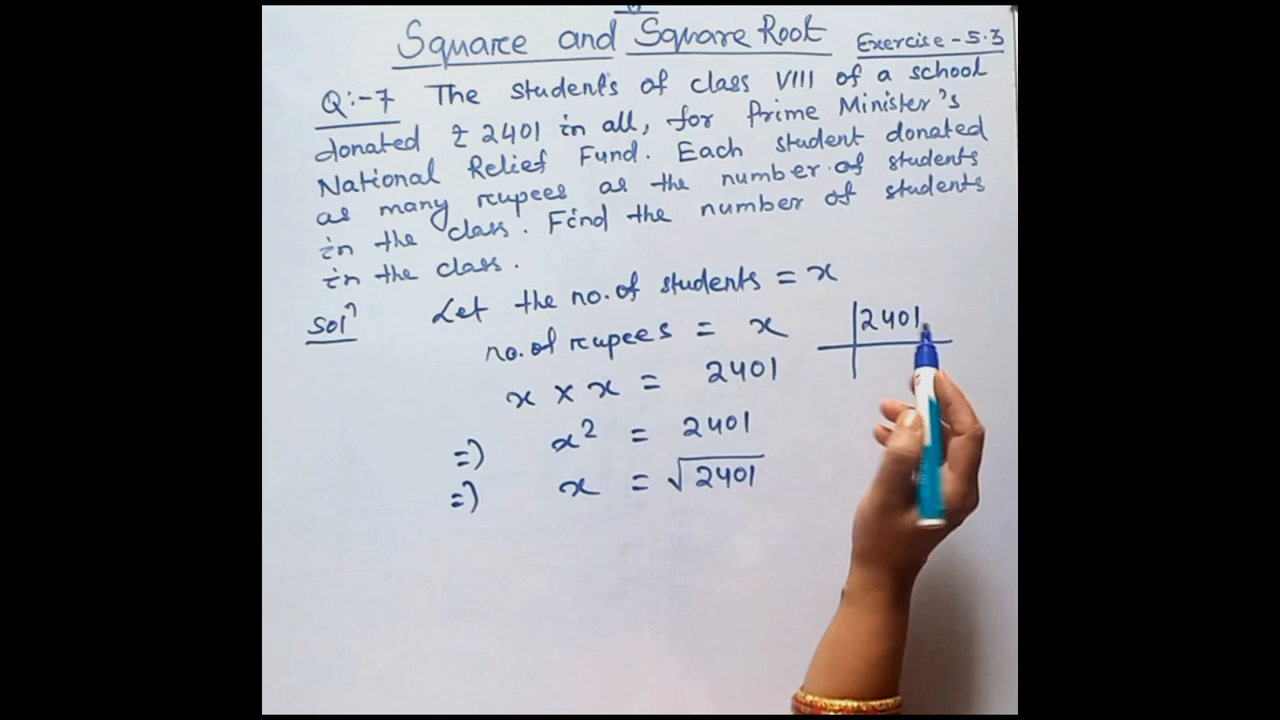 Square and Square Root Exercise-5.3
Q:-7 The students of class VIII of a school
donated ₹ 2401 in all, for Prime Minister's
National Relief Fund. Each student donated
as many rupees as the number of students
in the class. Find the number of students
in the class.
Solⁿ Let the no. of students = x
no. of rupees = x
2401
x × x = 2401
=) x² = 2401
=) x = √2401